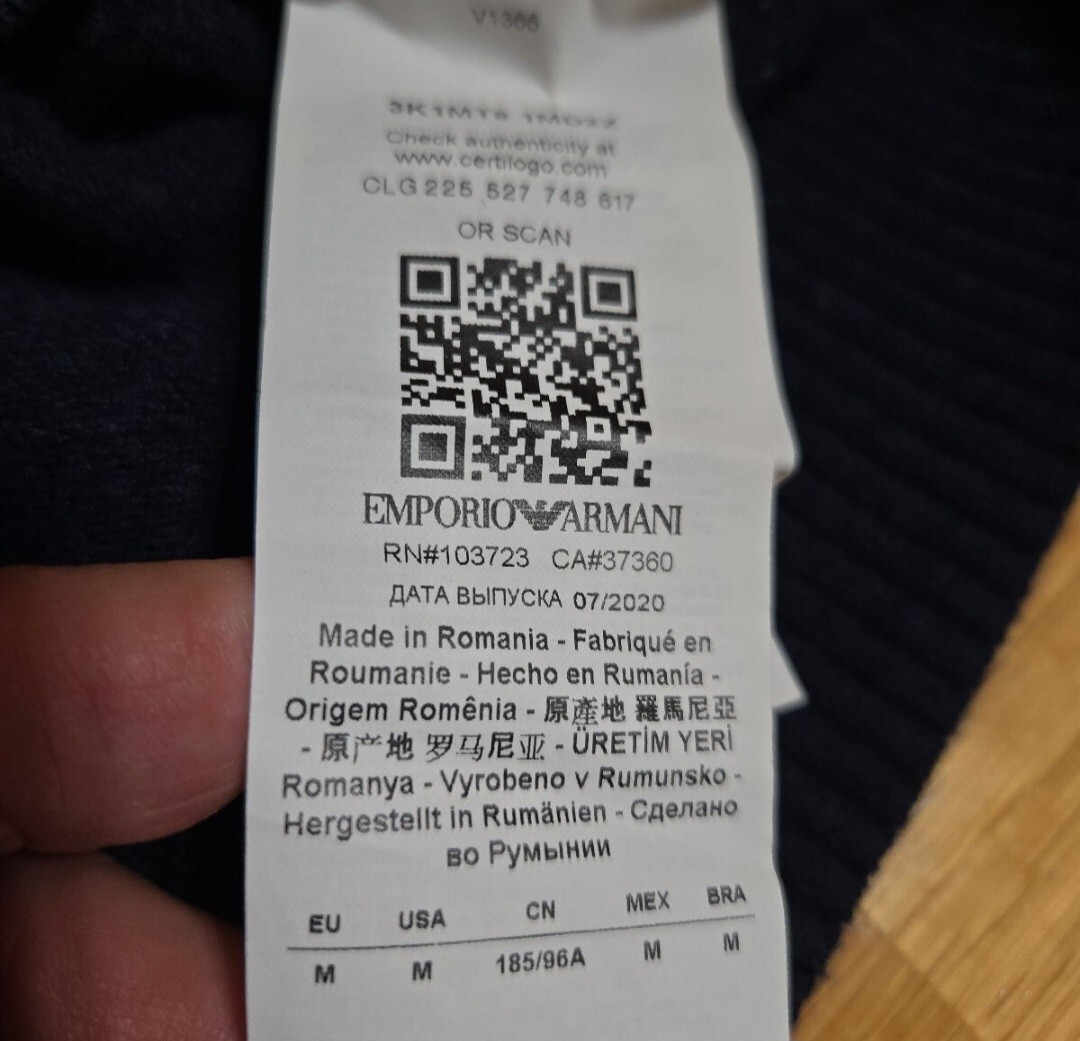 V1366
3K1MT6 1MD2Z
Check authenticity at
www.certilogo.com
CLG 225 527 748 617
OR SCAN
EMPORIO ARMANI
RN#103723 CA#37360
ДАТА ВЫПУСКА 07/2020
Made in Romania - Fabriqué en
Roumanie - Hecho en Rumanía -
Origem Romênia - 原產地 羅馬尼亞
- 原产地 罗马尼亚 - ÜRETİM YERİ
Romanya - Vyrobeno v Rumunsko -
Hergestellt in Rumänien - Сделано
во Румынии
EU USA CN MEX BRA
M M 185/96A M M